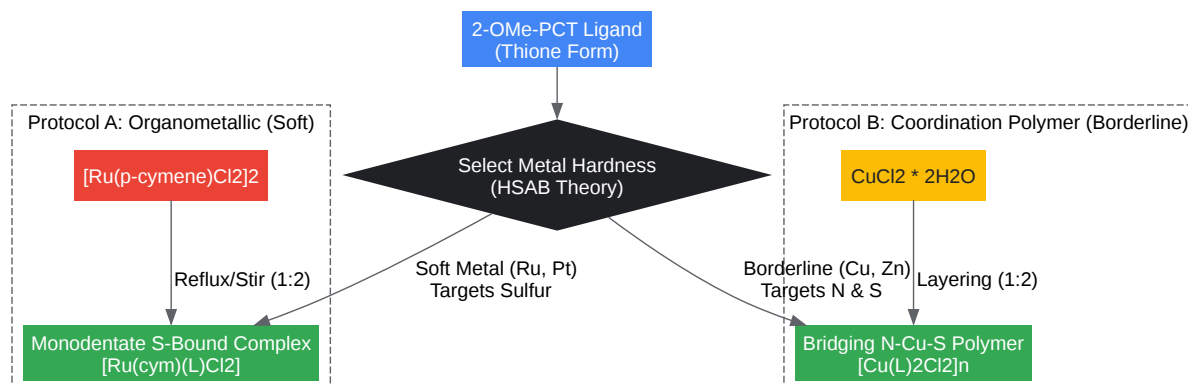 2-OMe-PCT Ligand
(Thione Form)
Protocol A: Organometallic (Soft)
Protocol B: Coordination Polymer (Borderline)
[Ru(p-cymene)Cl2]2
Select Metal Hardness
(HSAB Theory)
CuCl2 * 2H2O
Reflux/Stir (1:2)
Soft Metal (Ru, Pt)
Targets Sulfur
Borderline (Cu, Zn)
Targets N & S
Layering (1:2)
Monodentate S-Bound Complex
[Ru(cym)(L)Cl2]
Bridging N-Cu-S Polymer
[Cu(L)2Cl2]n